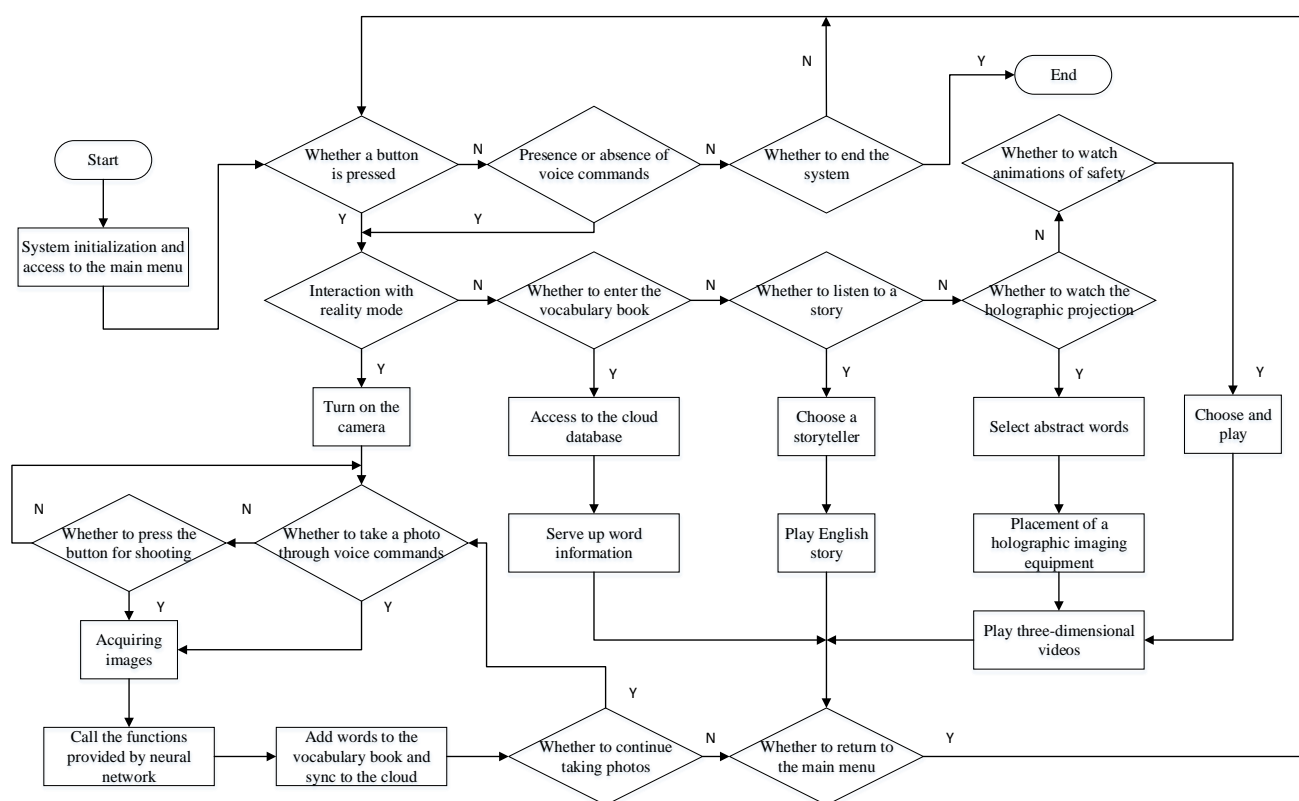 N
Y
End
Start
Whether a button
is pressed
N
Presence or absence of
voice commands
N
Whether to end the
system
Whether to watch
animations of safety
Y
Y
System initialization and
access to the main menu
N
Interaction with
reality mode
N
Whether to enter the
vocabulary book
N
Whether to listen to a
story
N
Whether to watch the
holographic projection
Y
Y
Y
Y
Y
Turn on the
camera
Access to the cloud
database
Choose a
storyteller
Select abstract words
Choose and
play
N
Whether to press the
button for shooting
N
Whether to take a photo
through voice commands
Serve up word
information
Play English
story
Placement of a
holographic imaging
equipment
Y
Y
Acquiring
images
Play three-dimensional
videos
Y
Call the functions
provided by neural
network
Add words to the
vocabulary book and
sync to the cloud
Whether to continue
taking photos
N
Whether to return to
the main menu
Y